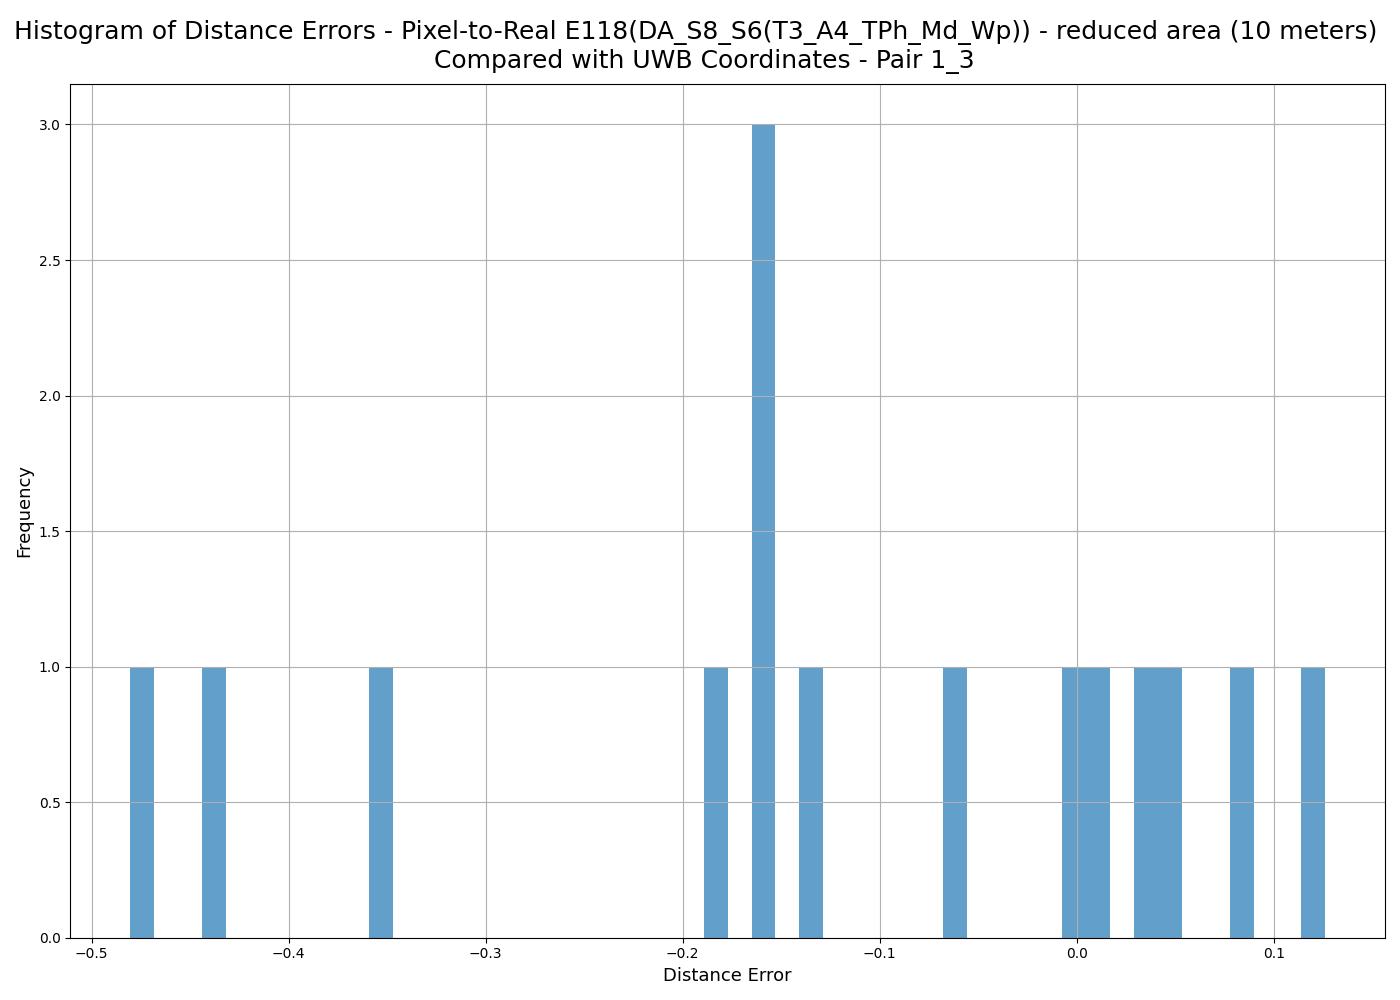 Histogram of Distance Errors - Pixel-to-Real E118(DA_S8_S6(T3_A4_TPh_Md_Wp)) - reduced area (10 meters)
Compared with UWB Coordinates - Pair 1_3
3.0
2.5
2.0
1.5
1.0
0.5
0.0
Frequency
−0.5 −0.4 −0.3 −0.2 −0.1 0.0 0.1
Distance Error